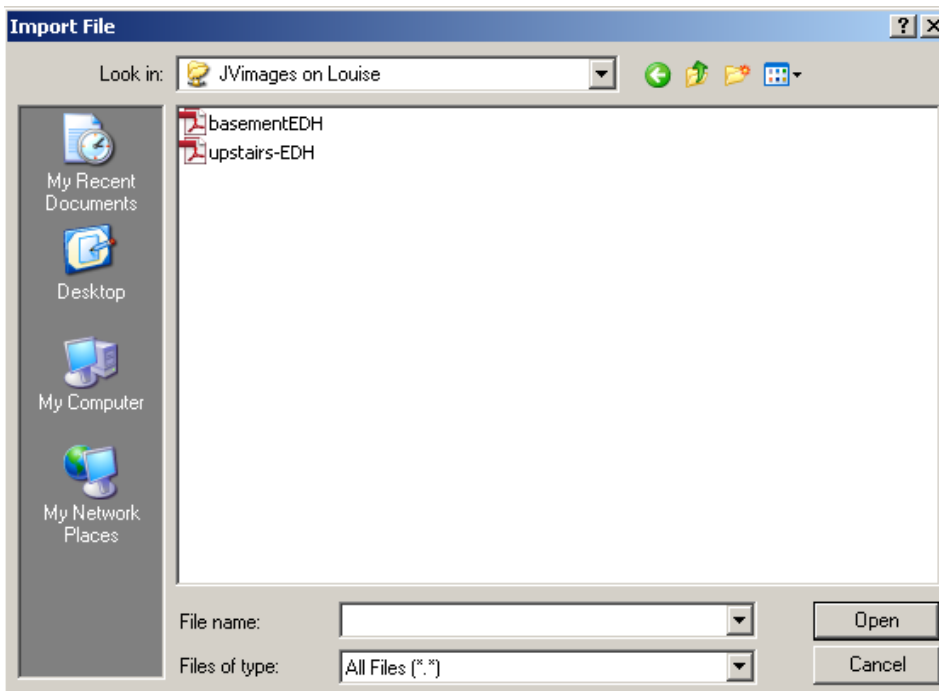 Import File
Look in: JVimages on Louise
basementEDH
upstairs-EDH
My Recent
Documents
Desktop
My Computer
My Network
Places
File name:
Open
Files of type: All Files (*.*)
Cancel